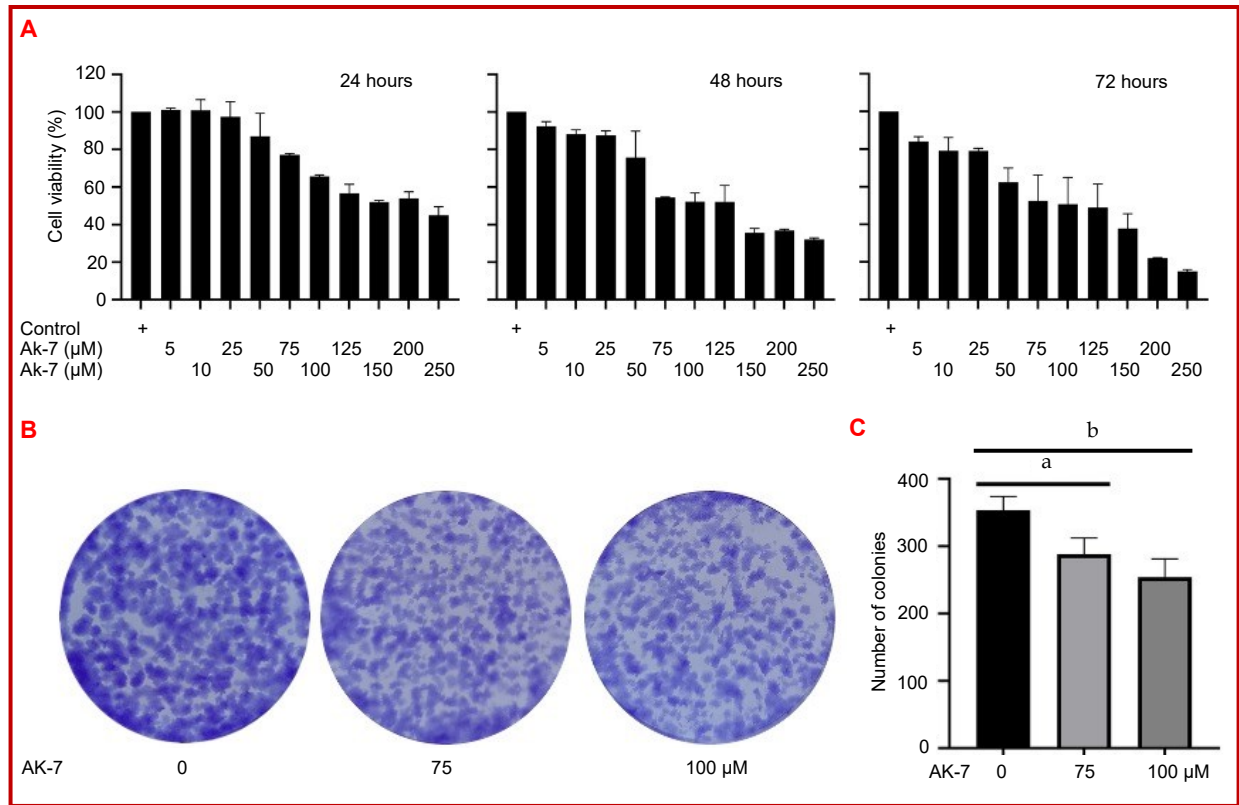 A
24 hours
48 hours
72 hours
Cell viability (%)
120
100
80
60
40
20
0
Control + + +
Ak-7 (µM) 5 25 75 125 200 5 25 75 125 200 5 25 75 125 200
Ak-7 (µM) 10 50 100 150 250 10 50 100 150 250 10 50 100 150 250
B
AK-7 0 75 100 µM
C
b
a
Number of colonies
400
300
200
100
0
AK-7 0 75 100 µM